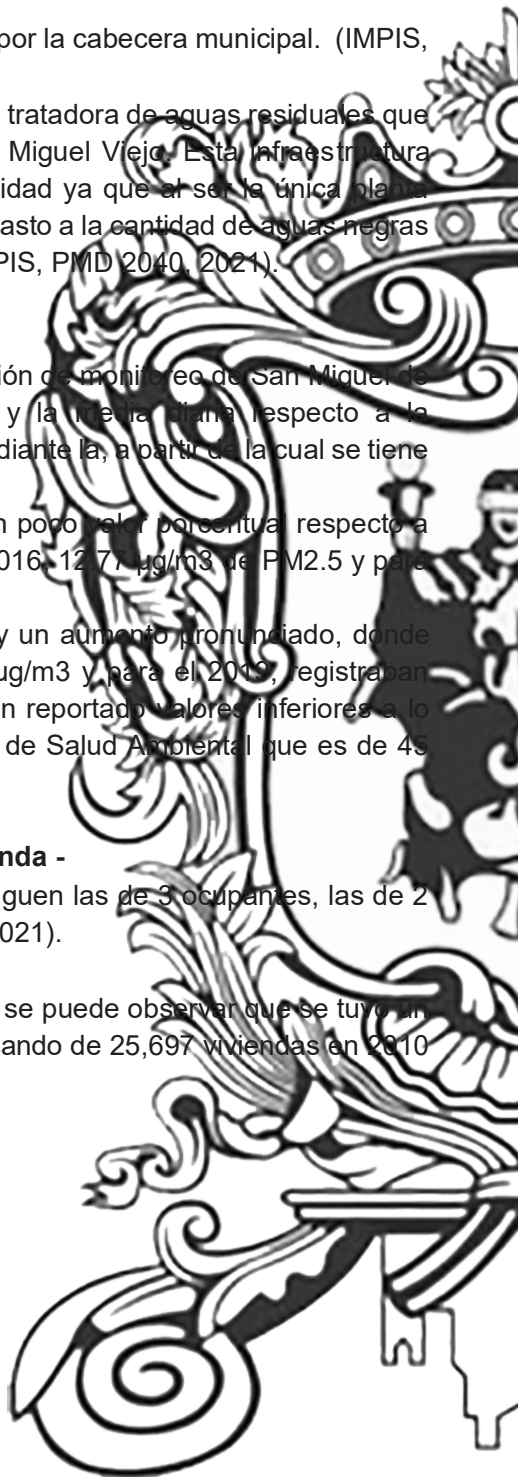 por la cabecera municipal. (IMPIS,
tratadora de aguas residuales que
Miguel Viejo. Esta infraestructura
idad ya que al ser la única planta
asto a la cantidad de aguas negras
PIS, PMD 2040, 2021).
ión de monitoreo de San Miguel de
y la media diaria respecto a la
diante la, a partir de la cual se tiene
n poco valor porcentual respecto a
016, 12.77 µg/m3 de PM2.5 y para
y un aumento pronunciado, donde
µg/m3 y para el 2019, registraban
n reportado valores inferiores a lo
de Salud Ambiental que es de 45
nda -
guen las de 3 ocupantes, las de 2
021).
se puede observar que se tuvo un
ando de 25,697 viviendas en 2010